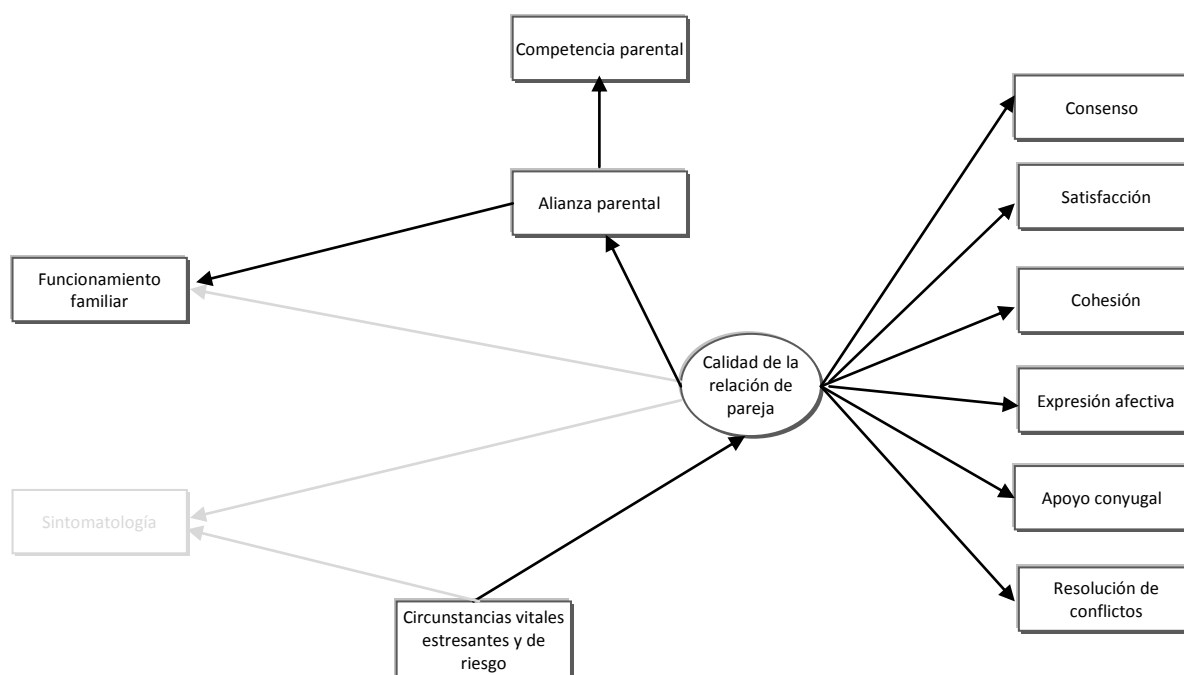 Competencia parental
Consenso
Alianza parental
Satisfacción
Funcionamiento
familiar
Cohesión
Calidad de la
relación de
pareja
Expresión afectiva
Sintomatología
Apoyo conyugal
Circunstancias vitales
estresantes y de
riesgo
Resolución de
conflictos